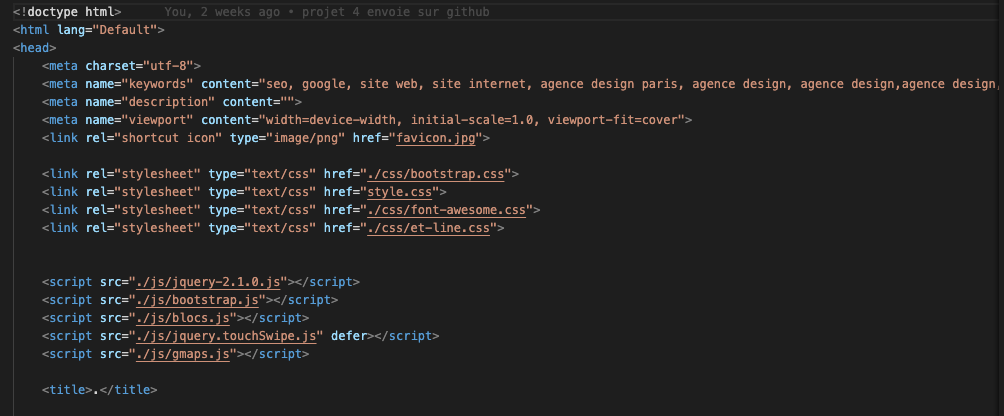 <!doctype html>    You, 2 weeks ago • projet 4 envoie sur github
<html lang="Default">
<head>
    <meta charset="utf-8">
    <meta name="keywords" content="seo, google, site web, site internet, agence design paris, agence design, agence design,agence design,
    <meta name="description" content="">
    <meta name="viewport" content="width=device-width, initial-scale=1.0, viewport-fit=cover">
    <link rel="shortcut icon" type="image/png" href="favicon.jpg">
    <link rel="stylesheet" type="text/css" href="./css/bootstrap.css">
    <link rel="stylesheet" type="text/css" href="style.css">
    <link rel="stylesheet" type="text/css" href="./css/font-awesome.css">
    <link rel="stylesheet" type="text/css" href="./css/et-line.css">
    <script src="./js/jquery-2.1.0.js"></script>
    <script src="./js/bootstrap.js"></script>
    <script src="./js/blocs.js"></script>
    <script src="./js/jquery.touchSwipe.js" defer></script>
    <script src="./js/gmaps.js"></script>
    <title>.</title>